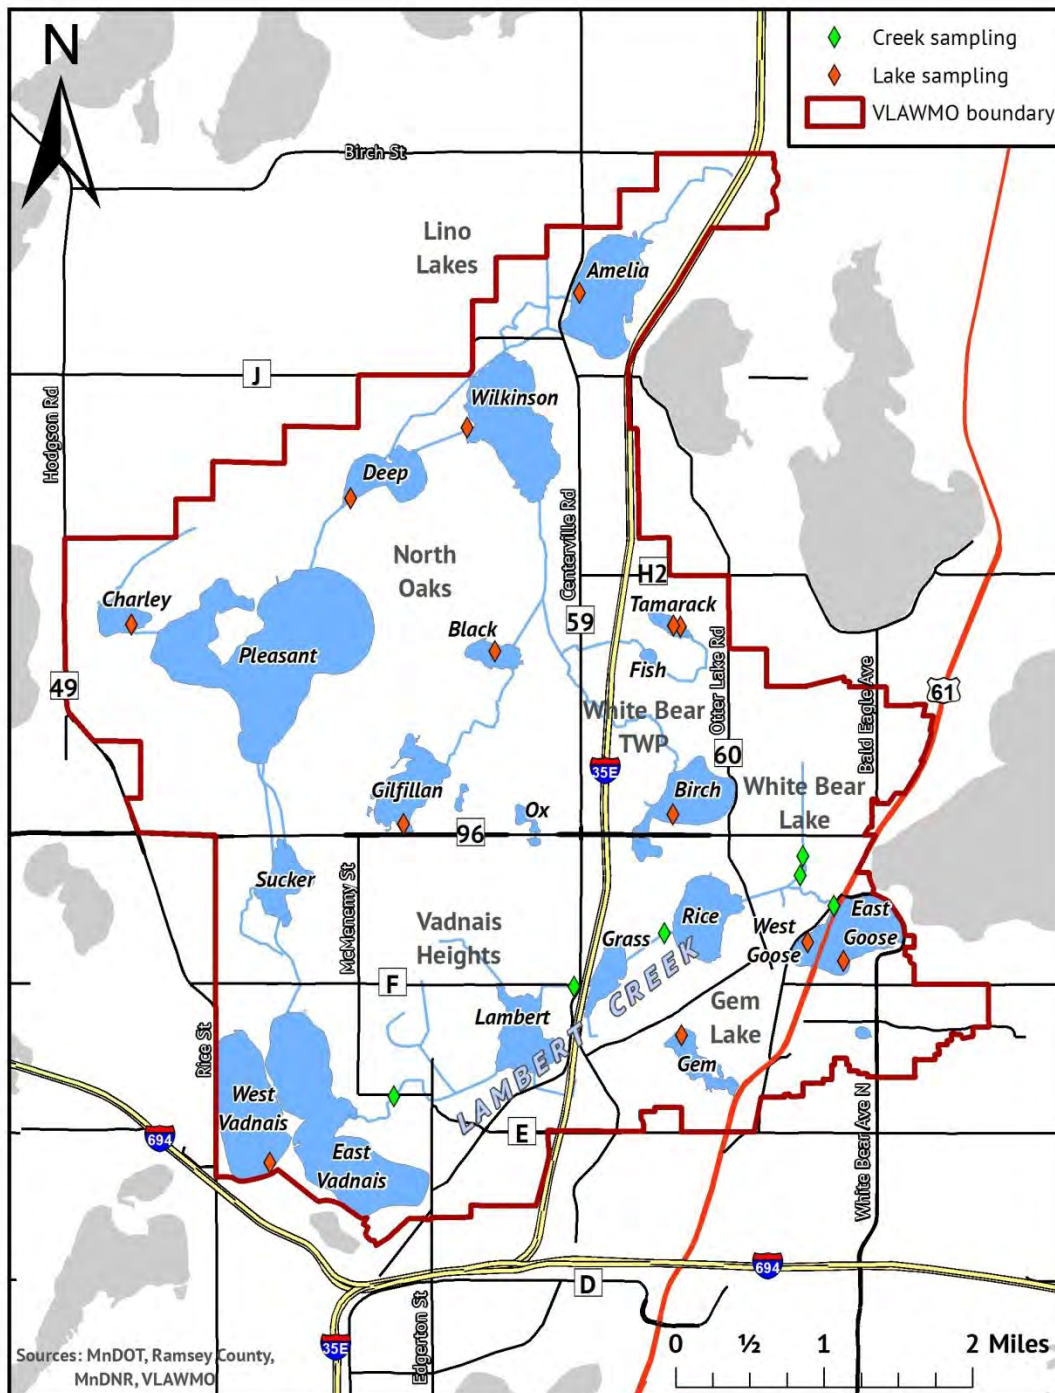 N
Creek sampling
Lake sampling
VLAWMO boundary
Birch St
Lino
Lakes
Amelia
J
Hodgson Rd
Wilkinson
Deep
Centerville Rd
North
Oaks
H2
Charley
Tamarack
59
Black
Otter Lake Rd
Pleasant
Fish
49
61
Bald Eagle Ave
White Bear
TWP
60
35E
Gilfillan
Birch
White Bear
Lake
Ox
96
Sucker
McMenemy St
Vadnais
Heights
Rice
Grass
West
Goose
East
Goose
F
LAMBERT CREEK
Lambert
Gem
Lake
Gem
Rice St
West
Vadnais
East
Vadnais
E
694
White Bear Ave N
694
D
Edgerton St
35E
0 ½ 1 2 Miles
Sources: MnDOT, Ramsey County,
MnDNR, VLAWMO